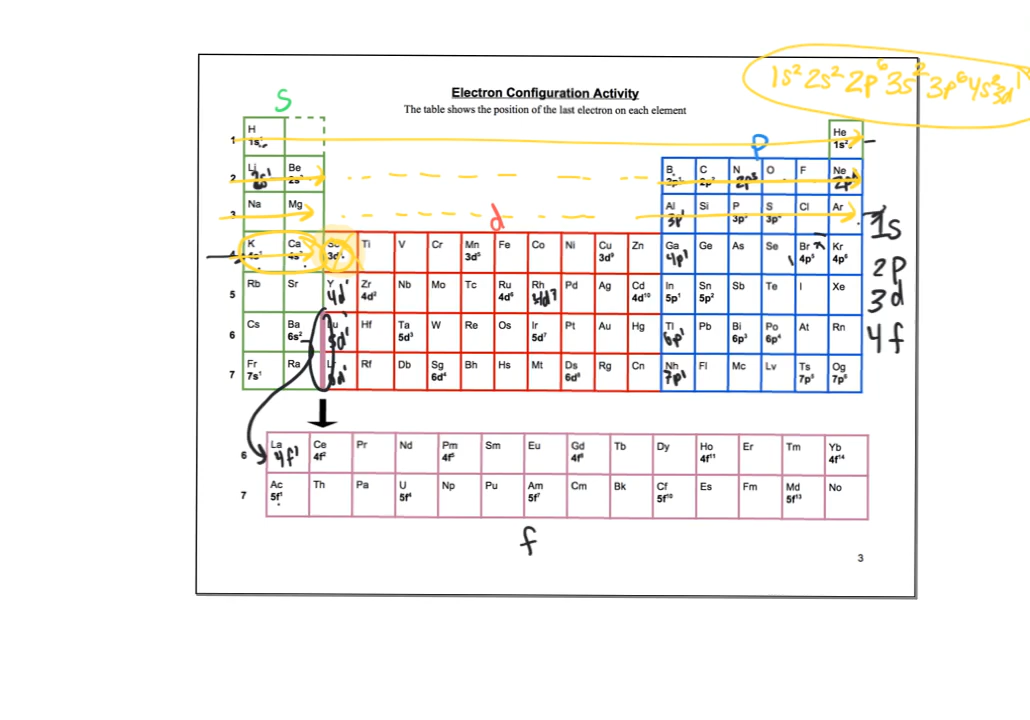 1s² 2s² 2p⁶ 3s² 3p⁶ 4s² 3d¹
Electron Configuration Activity
The table shows the position of the last electron on each element
S
p
d
1 H He
1s² 
2 Li Be B C N O F Ne
2s¹ 2s² 2p¹ 2p² 2p³ 2p⁶
3 Na Mg Al Si P S Cl Ar
3p¹ 3p³ 3p⁴
1s
4 K Ca Sc Ti V Cr Mn Fe Co Ni Cu Zn Ga Ge As Se Br Kr
4s¹ 4s² 3d¹ 3d⁵ 3d⁹ 4p¹ 4p⁵ 4p⁶
2p
5 Rb Sr Y Zr Nb Mo Tc Ru Rh Pd Ag Cd In Sn Sb Te I Xe
4d¹ 4d² 4d⁶ 4d⁷ 4d¹⁰ 5p¹ 5p²
3d
6 Cs Ba Lu Hf Ta W Re Os Ir Pt Au Hg Tl Pb Bi Po At Rn
6s² 5d¹ 5d³ 5d⁷ 6p¹ 6p³ 6p⁴
4f
7 Fr Ra Lr Rf Db Sg Bh Hs Mt Ds Rg Cn Nh Fl Mc Lv Ts Og
7s¹ 6d¹ 6d⁴ 6d⁸ 7p¹ 7p⁵ 7p⁶
6 La Ce Pr Nd Pm Sm Eu Gd Tb Dy Ho Er Tm Yb
4f¹ 4f² 4f⁵ 4f⁸ 4f¹¹ 4f¹⁴
7 Ac Th Pa U Np Pu Am Cm Bk Cf Es Fm Md No
5f¹ 5f⁴ 5f⁷ 5f¹⁰ 5f¹³
f
3